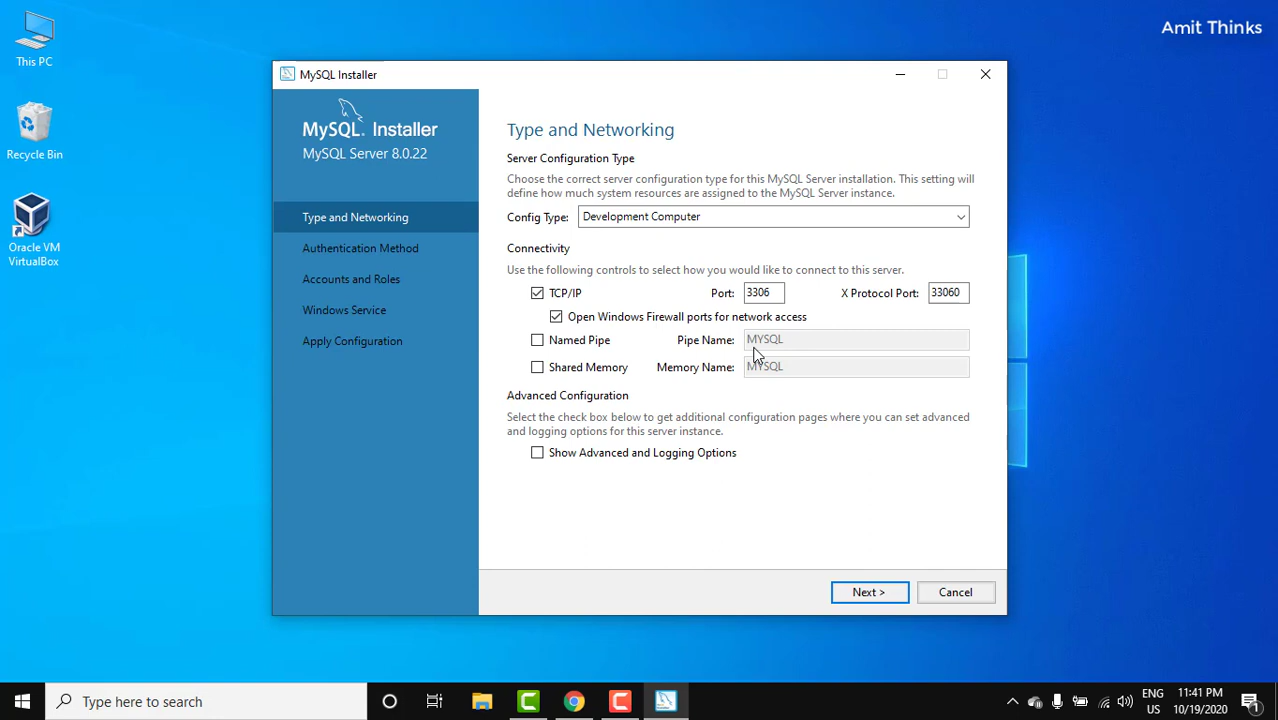 Amit Thinks
This PC
Recycle Bin
Oracle VM
VirtualBox
MySQL Installer
MySQL. Installer
MySQL Server 8.0.22
Type and Networking
Authentication Method
Accounts and Roles
Windows Service
Apply Configuration
Type and Networking
Server Configuration Type
Choose the correct server configuration type for this MySQL Server installation. This setting will
define how much system resources are assigned to the MySQL Server instance.
Config Type: Development Computer
Connectivity
Use the following controls to select how you would like to connect to this server.
TCP/IP Port: 3306 X Protocol Port: 33060
Open Windows Firewall ports for network access
Named Pipe Pipe Name: MYSQL
Shared Memory Memory Name: MYSQL
Advanced Configuration
Select the check box below to get additional configuration pages where you can set advanced
and logging options for this server instance.
Show Advanced and Logging Options
Next > Cancel
Type here to search
ENG 11:41 PM
US 10/19/2020 1